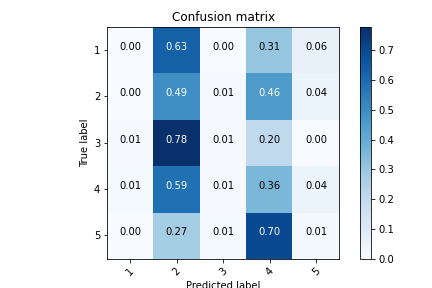 Confusion matrix
1 0.00 0.63 0.00 0.31 0.06
2 0.00 0.49 0.01 0.46 0.04
3 0.01 0.78 0.01 0.20 0.00
4 0.01 0.59 0.01 0.36 0.04
5 0.00 0.27 0.01 0.70 0.01
1 2 3 4 5
True label
Predicted label
0.7
0.6
0.5
0.4
0.3
0.2
0.1
0.0